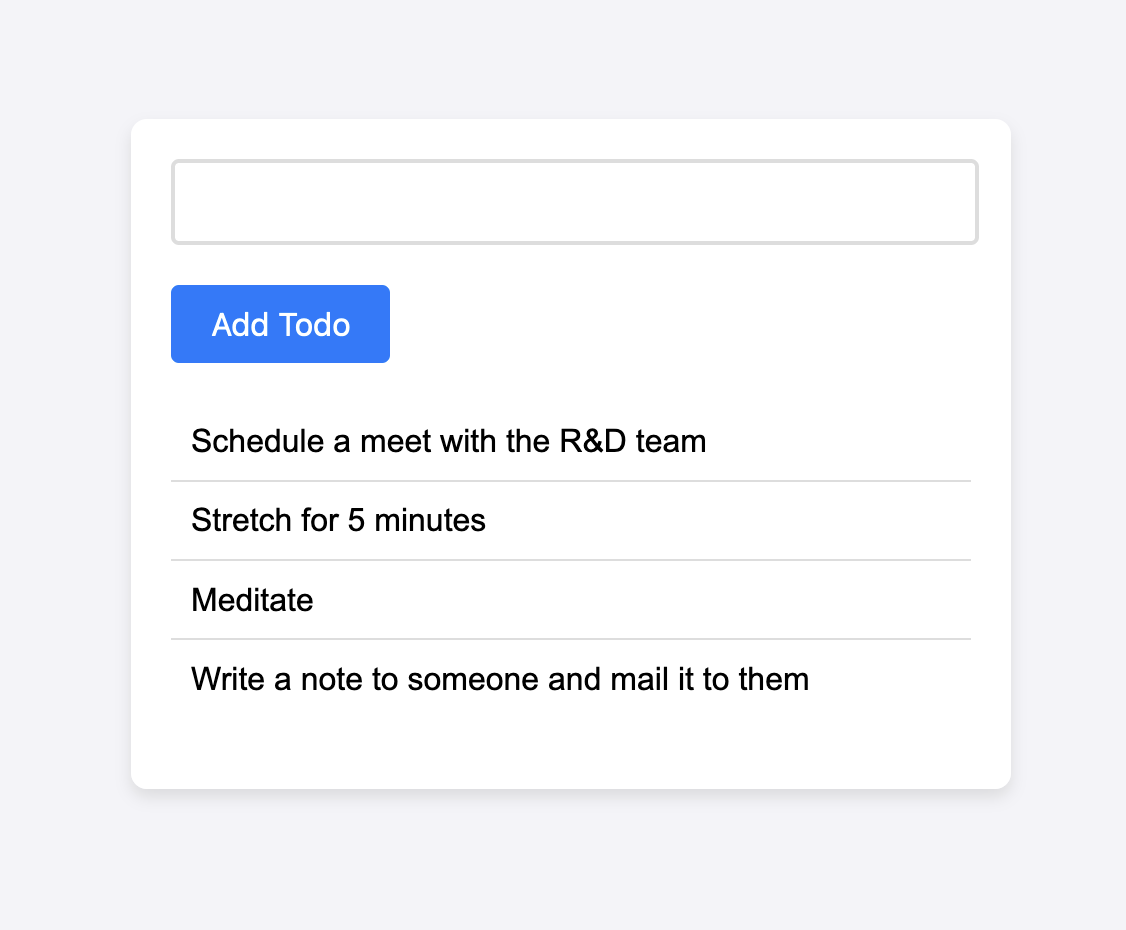 Add Todo
Schedule a meet with the R&D team
Stretch for 5 minutes
Meditate
Write a note to someone and mail it to them